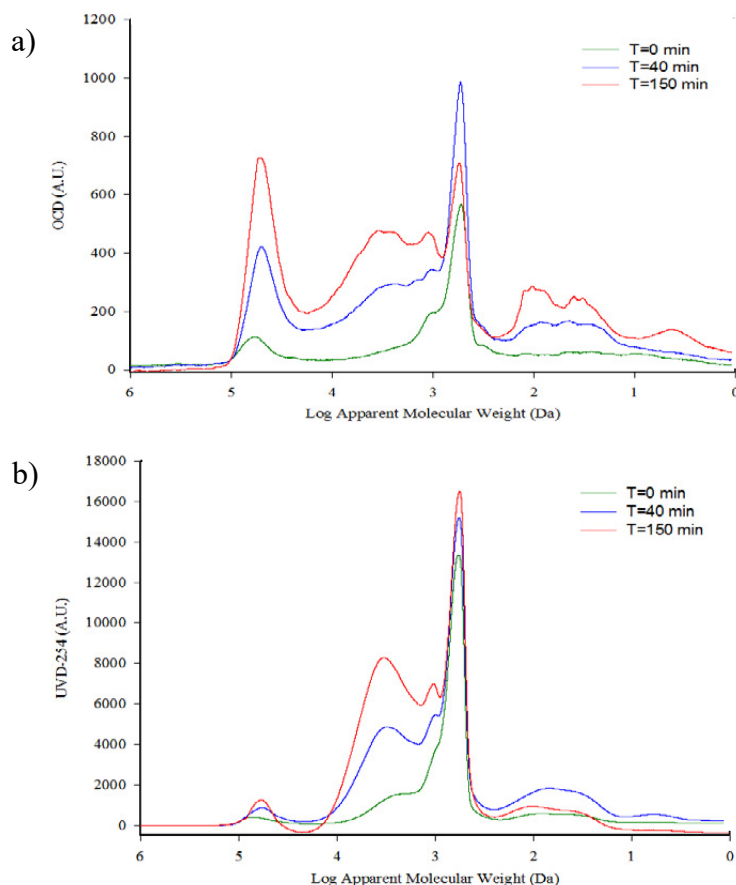 a)
OCD (A.U.)
1200
1000
800
600
400
200
0
T=0 min
T=40 min
T=150 min
6 5 4 3 2 1 0
Log Apparent Molecular Weight (Da)
b)
UVD-254 (A.U.)
18000
16000
14000
12000
10000
8000
6000
4000
2000
0
T=0 min
T=40 min
T=150 min
6 5 4 3 2 1 0
Log Apparent Molecular Weight (Da)